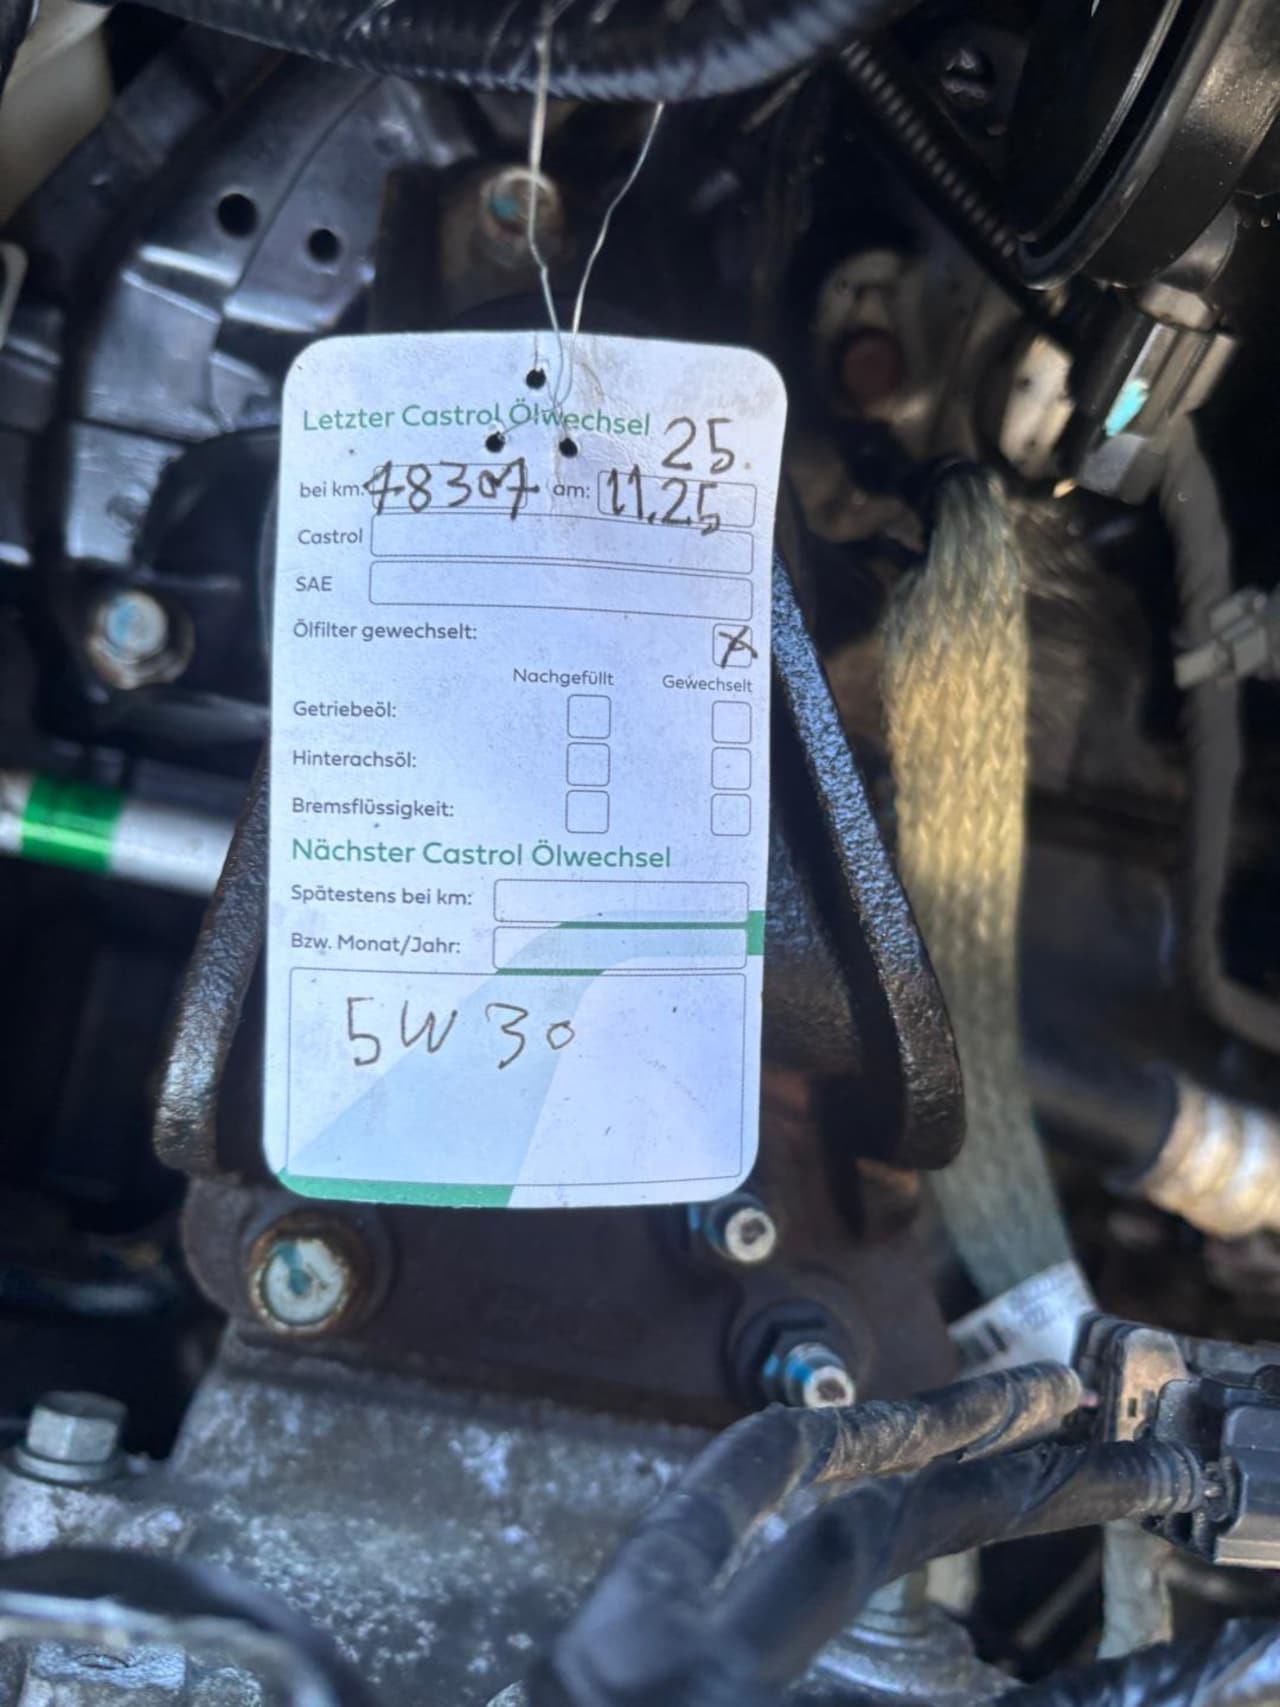 Letzter Castrol Ölwechsel 25.
bei km: 78307 am: 11.25
Castrol
SAE
Ölfilter gewechselt: X
Nachgefüllt Gewechselt
Getriebeöl:
Hinterachsöl:
Bremsflüssigkeit:
Nächster Castrol Ölwechsel
Spätestens bei km:
Bzw. Monat/Jahr:
5W30